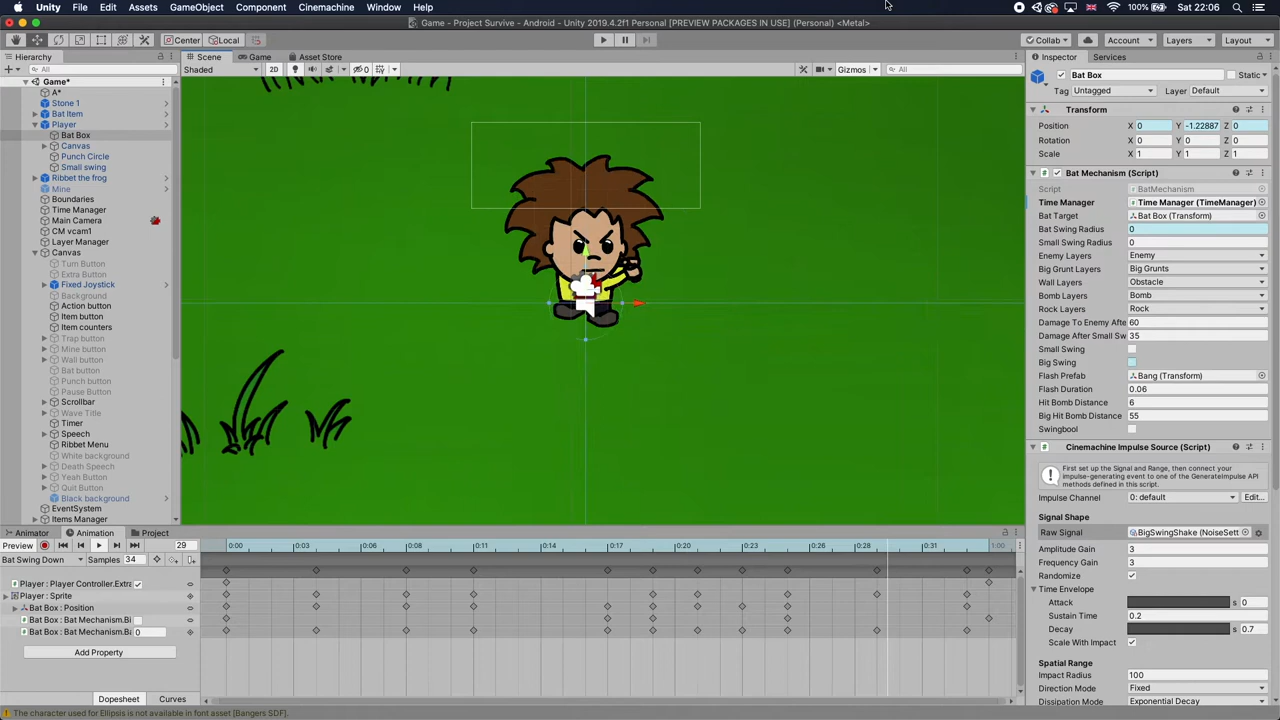 Unity File Edit Assets GameObject Component Cinemachine Window Help 100% Sat 22:06
Game - Project Survive - Android - Unity 2019.4.2f1 Personal [PREVIEW PACKAGES IN USE] (Personal) <Metal>
Center Local Collab Account Layers Layout
Hierarchy Scene Game Asset Store Inspector Services
All Shaded 2D 0 Gizmos All
Bat Box Static
Tag Untagged Layer Default
Game*
A*
Stone 1
Bat Item
Player
Bat Box
Canvas
Punch Circle
Small swing
Ribbet the frog
Mine
Boundaries
Time Manager
Main Camera
CM vcam1
Layer Manager
Canvas
Turn Button
Extra Button
Fixed Joystick
Background
Action button
Item button
Item counters
Trap button
Mine button
Wall button
Bat button
Punch button
Pause Button
Scrollbar
Wave Title
Timer
Speech
Ribbet Menu
White background
Death Speech
Yeah Button
Quit Button
Black background
EventSystem
Items Manager
Transform
Position X 0 Y -1.22887 Z 0
Rotation X 0 Y 0 Z 0
Scale X 1 Y 1 Z 1
Bat Mechanism (Script)
Script BatMechanism
Time Manager Time Manager (TimeManager)
Bat Target Bat Box (Transform)
Bat Swing Radius 0
Small Swing Radius 0
Enemy Layers Enemy
Big Grunt Layers Big Grunts
Wall Layers Obstacle
Bomb Layers Bomb
Rock Layers Rock
Damage To Enemy Afte 60
Damage After Small Sw 35
Small Swing
Big Swing
Flash Prefab Bang (Transform)
Flash Duration 0.06
Hit Bomb Distance 6
Big Hit Bomb Distance 55
Swingbool
Cinemachine Impulse Source (Script)
First set up the Signal and Range, then connect your
impulse-generating event to one of the GenerateImpulse API
methods defined in this script.
Impulse Channel 0: default Edit...
Signal Shape
Raw Signal BigSwingShake (NoiseSett
Amplitude Gain 3
Frequency Gain 3
Randomize
Time Envelope
Attack s 0
Sustain Time 0.2
Decay s 0.7
Scale With Impact
Spatial Range
Impact Radius 100
Direction Mode Fixed
Dissipation Mode Exponential Decay
Animator Animation Project
Preview 29 0:00 0:03 0:06 0:08 0:11 0:14 0:17 0:20 0:23 0:26 0:28 0:31 1:00
Bat Swing Down Samples 34
Player : Player Controller.Extra
Player : Sprite
Bat Box : Position
Bat Box : Bat Mechanism.Bi
Bat Box : Bat Mechanism.Ba 0
Add Property
Dopesheet Curves
The character used for Ellipsis is not available in font asset [Bangers SDF].